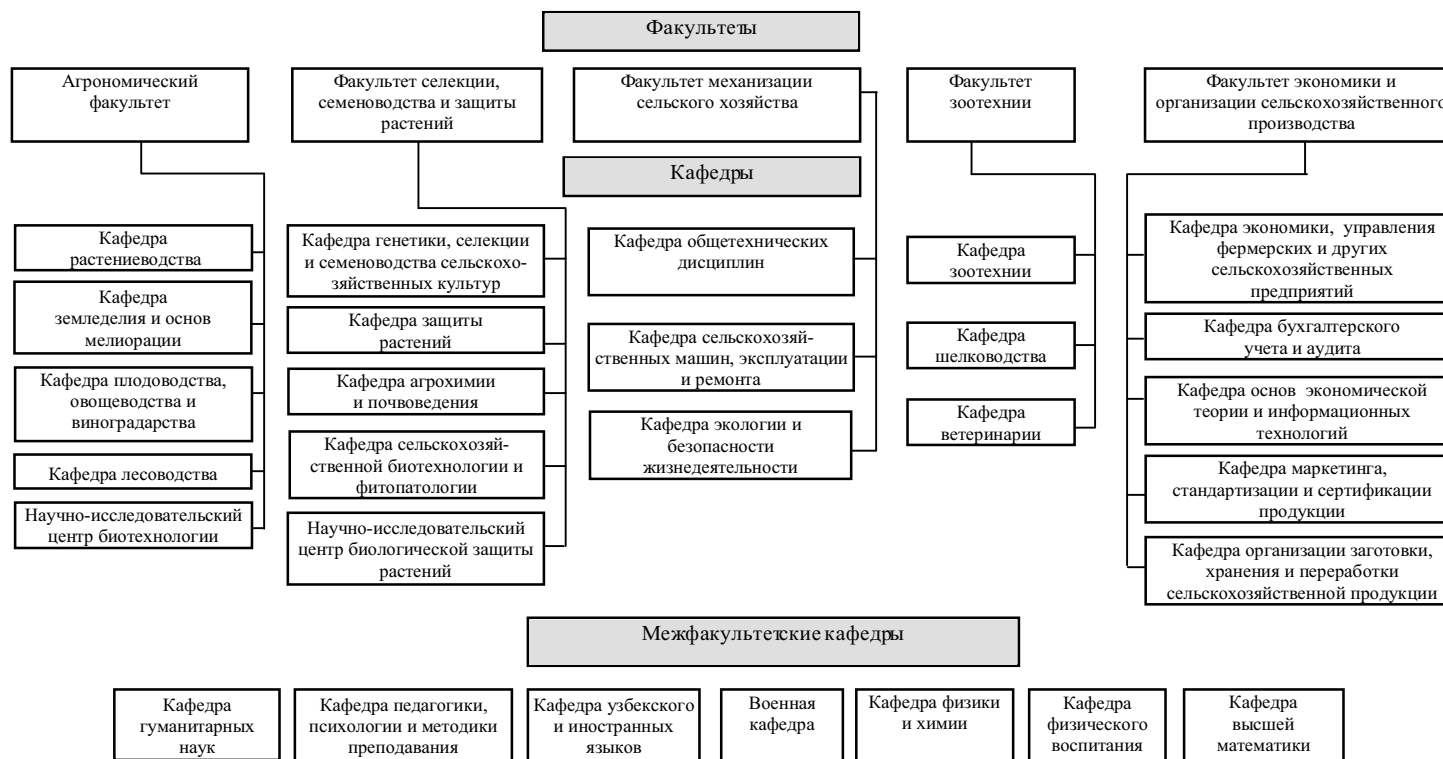 Факультеты
Агрономический
факультет
Факультет селекции,
семеноводства и защиты
растений
Факультет механизации
сельского хозяйства
Факультет
зоотехнии
Факультет экономики и
организации сельскохозяйственного
производства
Кафедры
Кафедра
растениеводства
Кафедра
земледелия и основ
мелиорации
Кафедра плодоводства,
овощеводства и
виноградарства
Кафедра лесоводства
Научно-исследовательский
центр биотехнологии
Кафедра генетики, селекции
и семеноводства сельскохо-
зяйственных культур
Кафедра защиты
растений
Кафедра агрохимии
и почвоведения
Кафедра сельскохозяй-
ственной биотехнологии и
фитопатологии
Научно-исследовательский
центр биологической защиты
растений
Кафедра общетехнических
дисциплин
Кафедра сельскохозяй-
ственных машин, эксплуатации
и ремонта
Кафедра экологии и
безопасности
жизнедеятельности
Кафедра
зоотехнии
Кафедра
шелководства
Кафедра
ветеринарии
Кафедра экономики, управления
фермерских и других
сельскохозяйственных
предприятий
Кафедра бухгалтерского
учета и аудита
Кафедра основ экономической
теории и информационных
технологий
Кафедра маркетинга,
стандартизации и сертификации
продукции
Кафедра организации заготовки,
хранения и переработки
сельскохозяйственной продукции
Межфакультетские кафедры
Кафедра
гуманитарных
наук
Кафедра педагогики,
психологии и методики
преподавания
Кафедра узбекского
и иностранных
языков
Военная
кафедра
Кафедра физики
и химии
Кафедра
физического
воспитания
Кафедра
высшей
математики